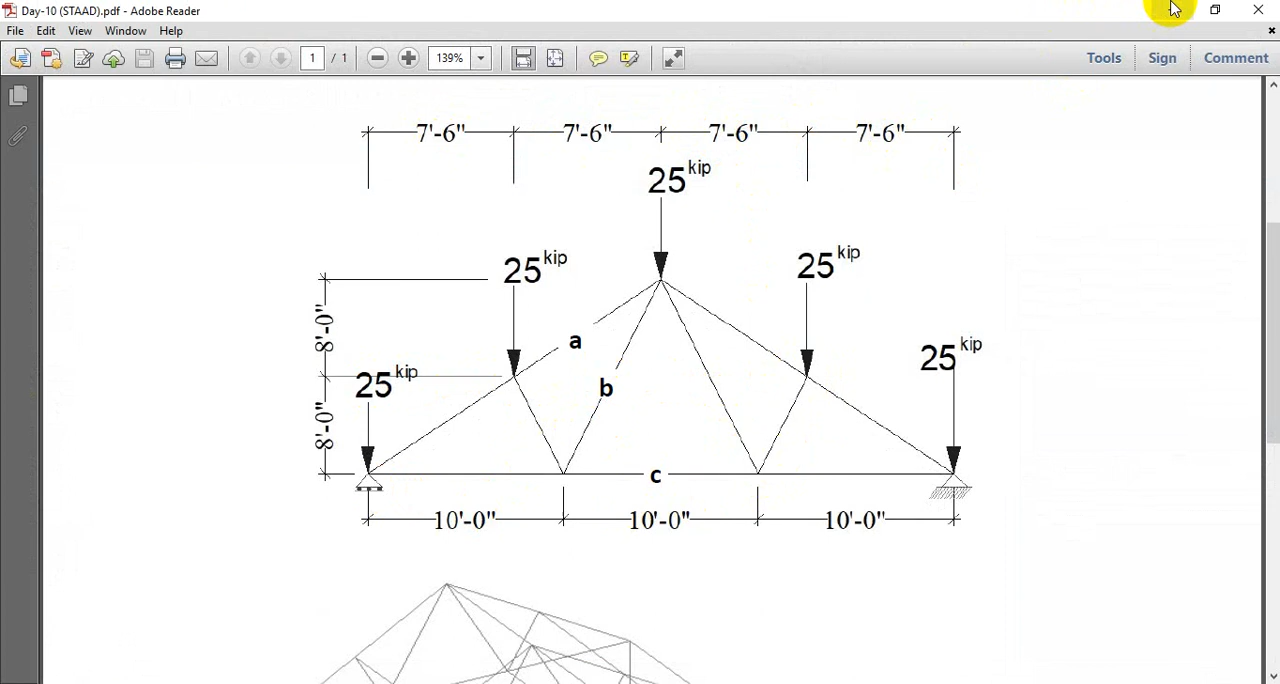 Day-10 (STAAD).pdf - Adobe Reader
File Edit View Window Help
1 / 1 139% Tools Sign Comment
7'-6" 7'-6" 7'-6" 7'-6"
25 kip
25 kip 25 kip
8'-0"
a
25 kip 25 kip
b
8'-0"
c
10'-0" 10'-0" 10'-0"